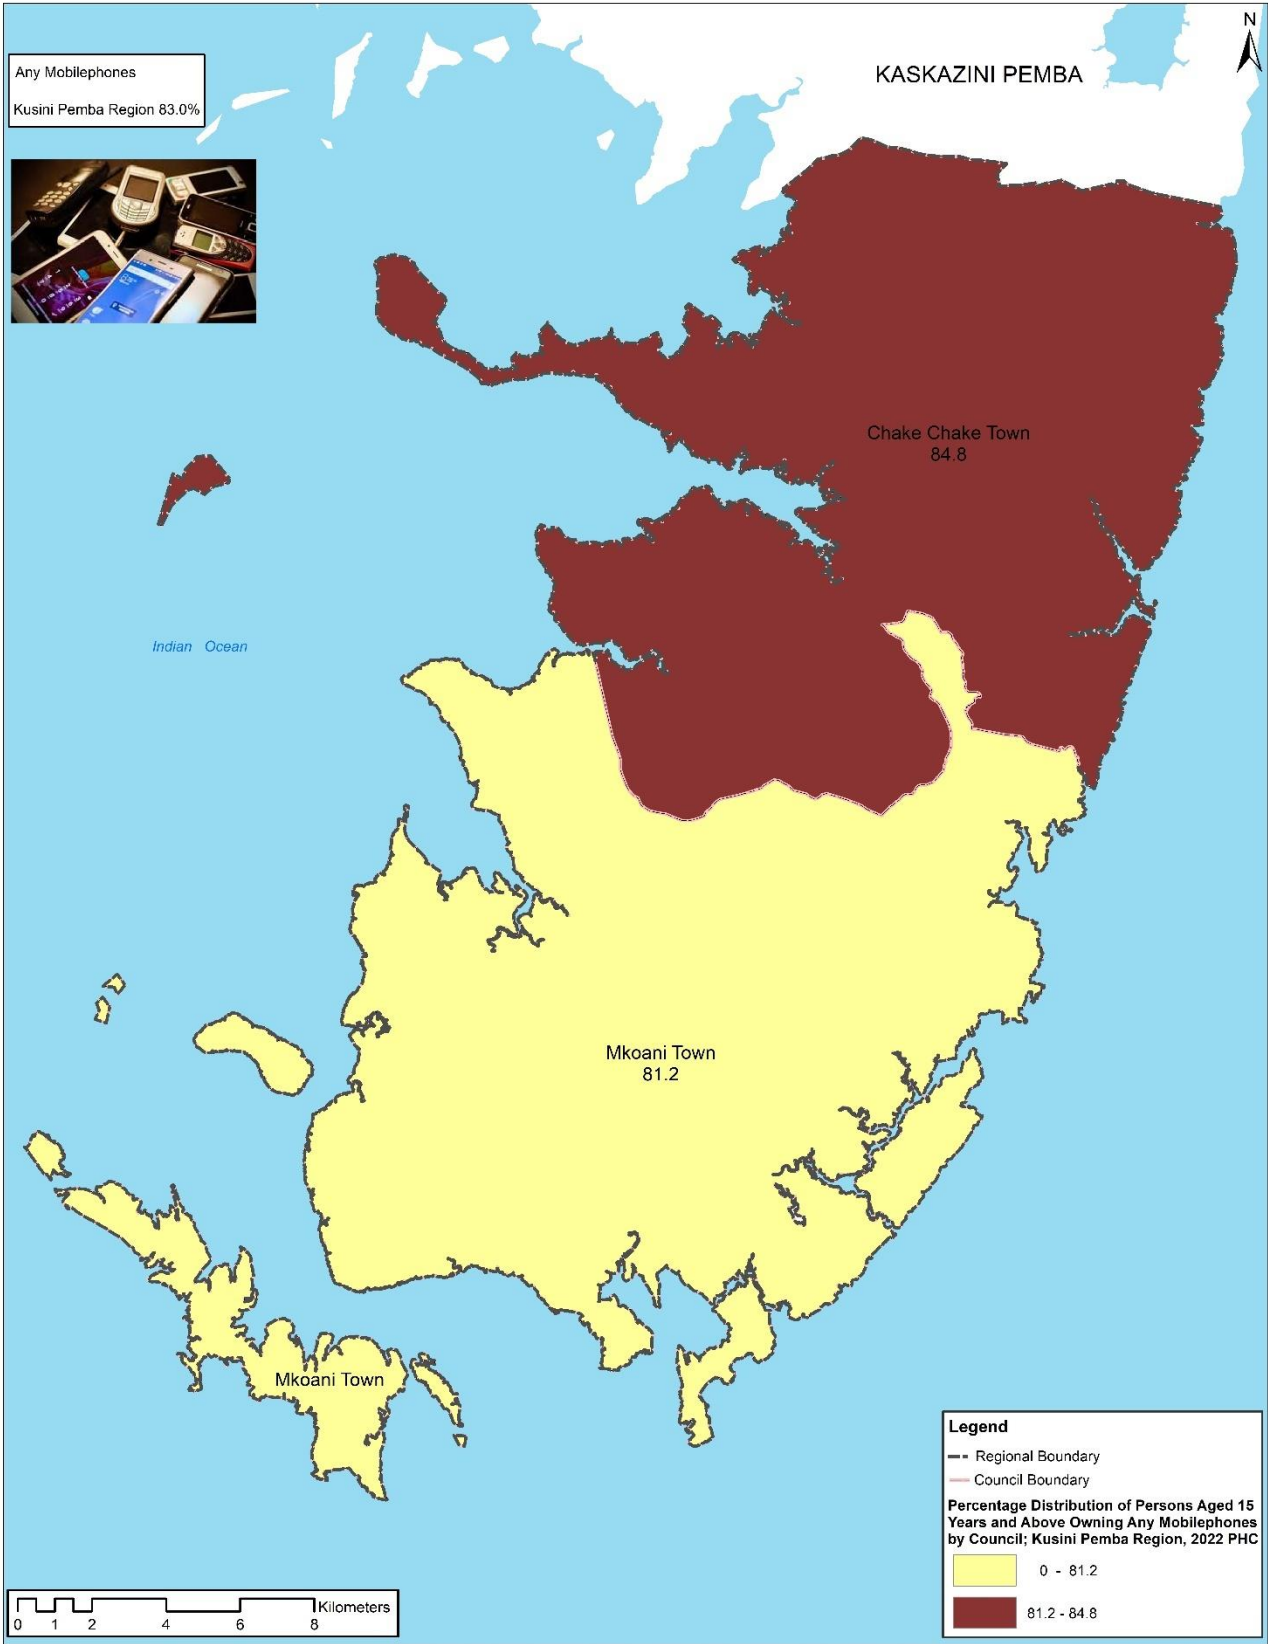 N
Any Mobilephones
Kusini Pemba Region 83.0%
KASKAZINI PEMBA
Chake Chake Town
84.8
Indian Ocean
Mkoani Town
81.2
Mkoani Town
Legend
Regional Boundary
Council Boundary
Percentage Distribution of Persons Aged 15
Years and Above Owning Any Mobilephones
by Council; Kusini Pemba Region, 2022 PHC
0 - 81.2
81.2 - 84.8
Kilometers
0 1 2 4 6 8